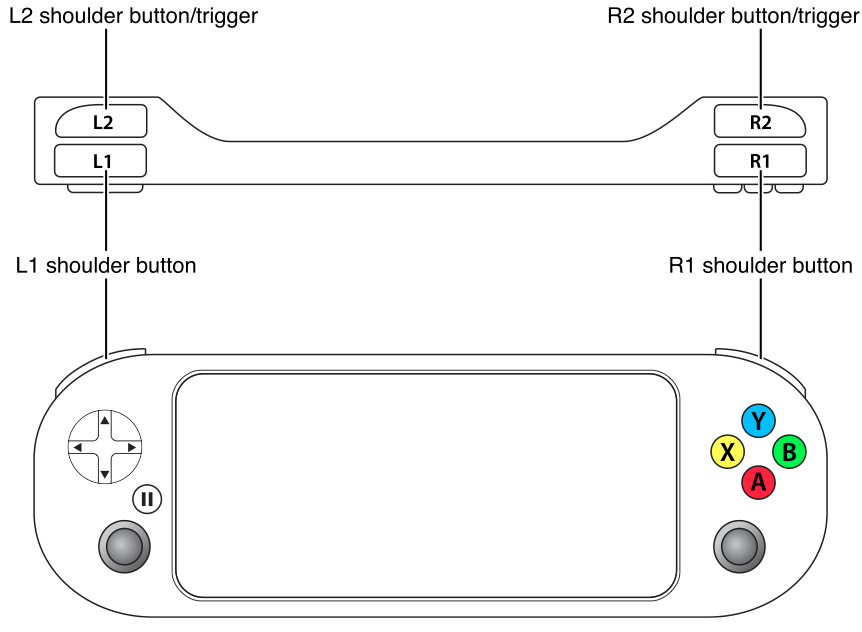 L2 shoulder button/trigger
R2 shoulder button/trigger
L2
R2
L1
R1
L1 shoulder button
R1 shoulder button
Y
X
B
A